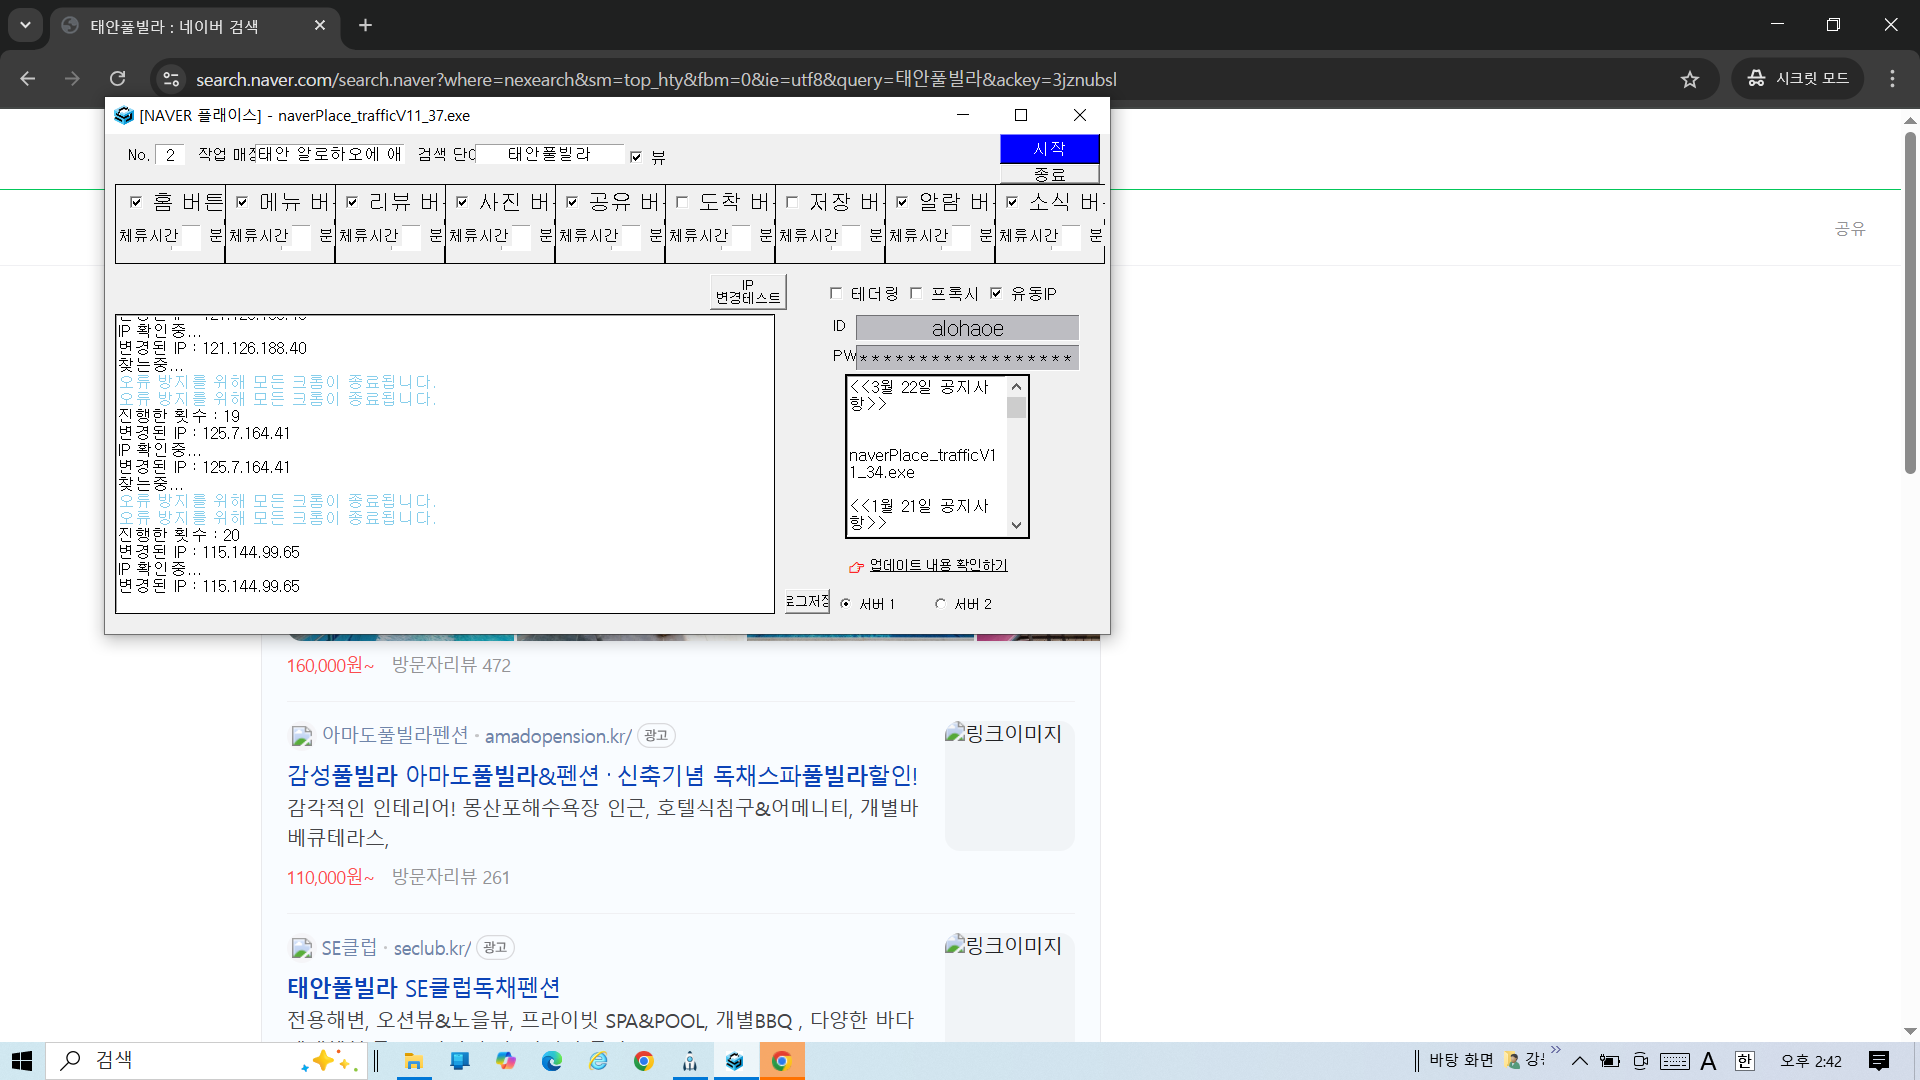 태안풀빌라 : 네이버 검색
search.naver.com/search.naver?where=nexearch&sm=top_hty&fbm=0&ie=utf8&query=태안풀빌라&ackey=3jznubsl
시크릿 모드
[NAVER 플래이스] - naverPlace_trafficV11_37.exe
No. 2 작업 매장 태안 알로하오에 애 검색 단어 태안풀빌라 뷰
시작
종료
홈 버튼 메뉴 버 리뷰 버 사진 버 공유 버 도착 버 저장 버 알람 버 소식 버
체류시간 분 체류시간 분 체류시간 분 체류시간 분 체류시간 분 체류시간 분 체류시간 분 체류시간 분 체류시간 분
공유
IP
변경테스트
테더링 프록시 유동IP
ID alohaoe
PW *****************
IP 확인중...
변경된 IP : 121.126.188.40
찾는중...
오류 방지를 위해 모든 크롬이 종료됩니다.
오류 방지를 위해 모든 크롬이 종료됩니다.
진행한 횟수 : 19
변경된 IP : 125.7.164.41
IP 확인중...
변경된 IP : 125.7.164.41
찾는중...
오류 방지를 위해 모든 크롬이 종료됩니다.
오류 방지를 위해 모든 크롬이 종료됩니다.
진행한 횟수 : 20
변경된 IP : 115.144.99.65
IP 확인중...
변경된 IP : 115.144.99.65
<<3월 22일 공지사
항>>
naverPlace_trafficV1
1_34.exe
<<1월 21일 공지사
항>>
업데이트 내용 확인하기
로그저장 서버 1 서버 2
160,000원~ 방문자리뷰 472
아마도풀빌라펜션 · amadopension.kr/ 광고
감성풀빌라 아마도풀빌라&펜션 · 신축기념 독채스파풀빌라할인!
감각적인 인테리어! 몽산포해수욕장 인근, 호텔식침구&어메니티, 개별바
베큐테라스,
110,000원~ 방문자리뷰 261
링크이미지
SE클럽 · seclub.kr/ 광고
태안풀빌라 SE클럽독채펜션
전용해변, 오션뷰&노을뷰, 프라이빗 SPA&POOL, 개별BBQ , 다양한 바다
링크이미지
검색
바탕 화면
A
한
오후 2:42